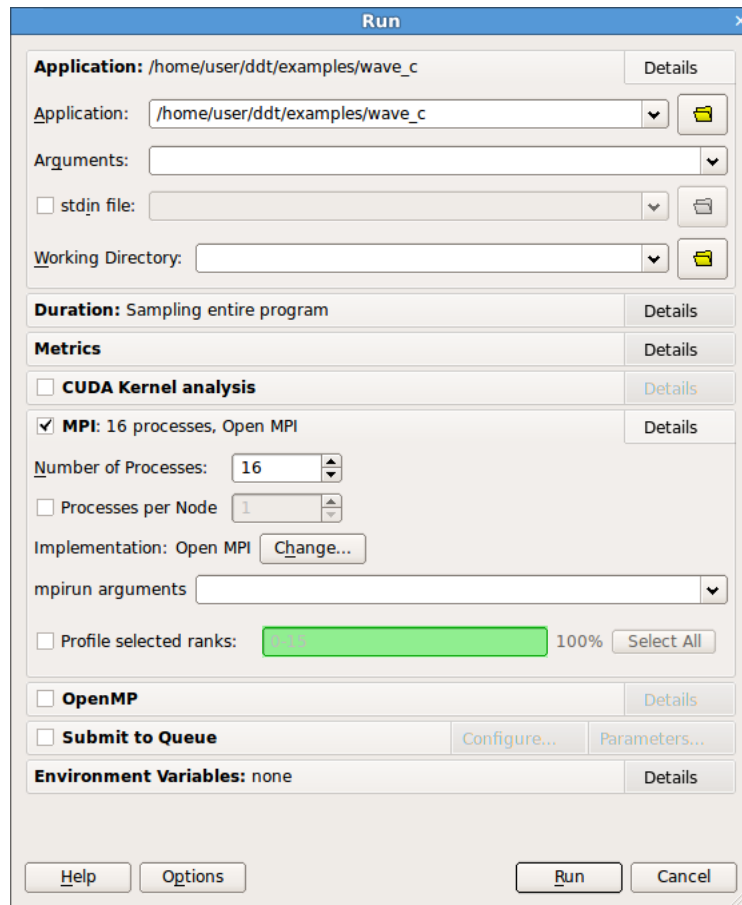 Run
Application: /home/user/ddt/examples/wave_c Details
Application: /home/user/ddt/examples/wave_c
Arguments:
stdin file:
Working Directory:
Duration: Sampling entire program Details
Metrics Details
CUDA Kernel analysis Details
MPI: 16 processes, Open MPI Details
Number of Processes: 16
Processes per Node 1
Implementation: Open MPI Change...
mpirun arguments
Profile selected ranks: 0-15 100% Select All
OpenMP Details
Submit to Queue Configure... Parameters...
Environment Variables: none Details
Help Options Run Cancel